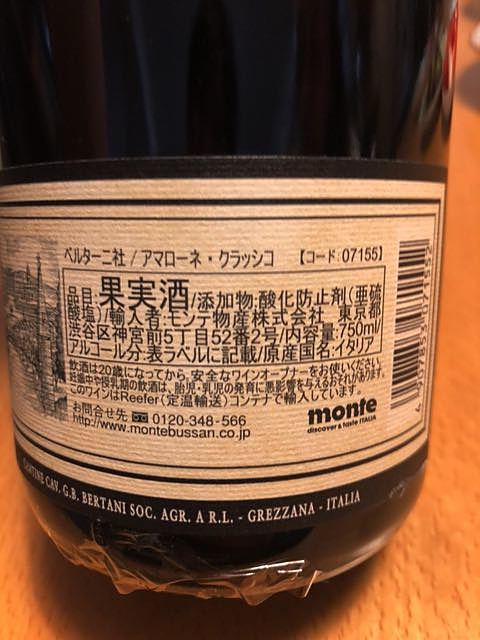 ベルターニ社 / アマローネ・クラッシコ 【コード:07155】
品目:果実酒/添加物:酸化防止剤(亜硫
酸塩)/輸入者:モンテ物産株式会社 東京都
渋谷区神宮前5丁目52番2号/内容量:750ml/
アルコール分:表ラベルに記載/原産国名:イタリア
飲酒は20歳になってから。安全なワインオープナーをお使いください。
妊娠中や授乳期の飲酒は、胎児・乳児の発育に悪影響を与えるおそれがあります。
このワインはReefer(定温輸送)コンテナで輸入しています。
お問合せ先 0120-348-566
http://www.montebussan.co.jp
monte
discover & taste ITALIA
CANTINE CAV. G.B. BERTANI SOC. AGR. A R.L. - GREZZANA - ITALIA